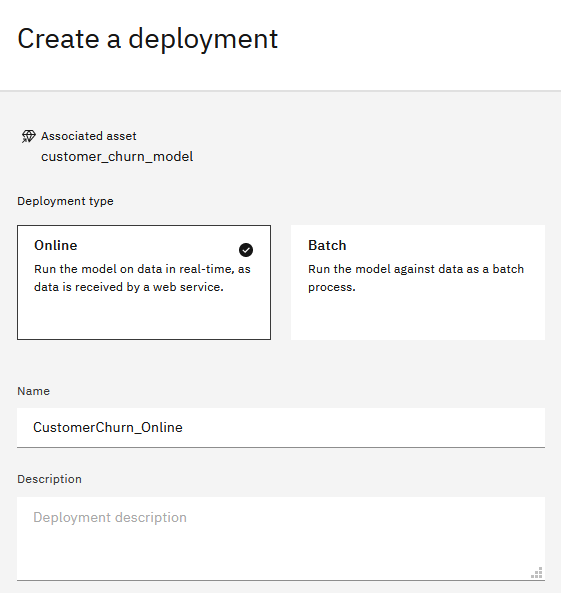 Create a deployment
Associated asset
customer_churn_model
Deployment type
Online
Run the model on data in real-time, as
data is received by a web service.
Batch
Run the model against data as a batch
process.
Name
CustomerChurn_Online
Description
Deployment description